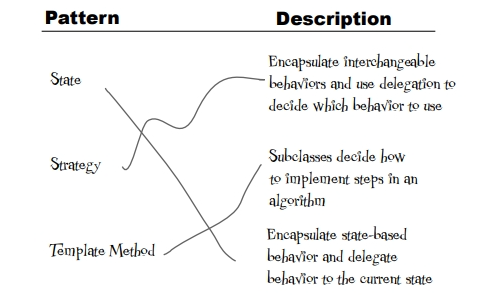 Pattern Description
State
Encapsulate interchangeable
behaviors and use delegation to
decide which behavior to use
Strategy
Subclasses decide how
to implement steps in an
algorithm
Template Method
Encapsulate state-based
behavior and delegate
behavior to the current state